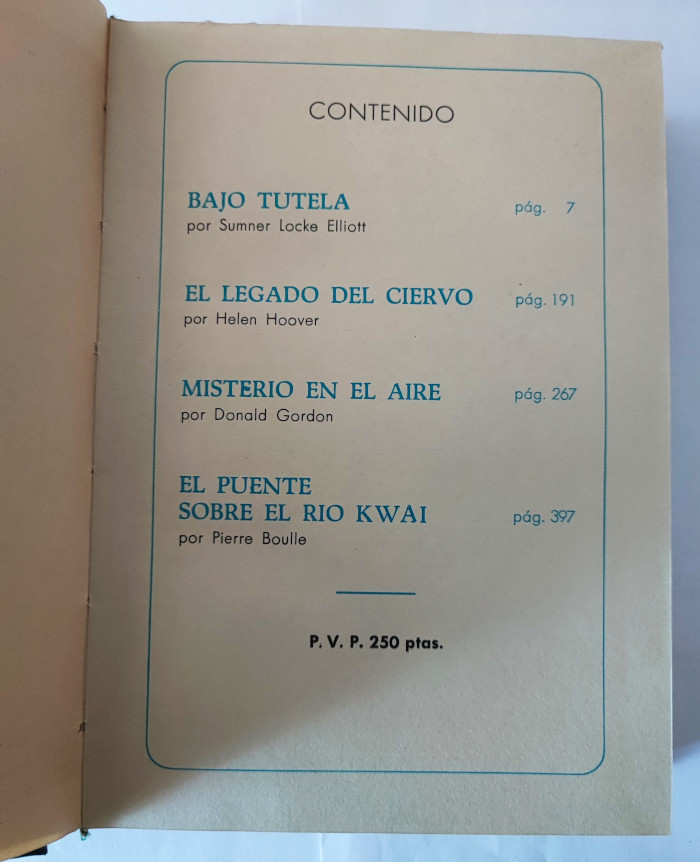 CONTENIDO
BAJO TUTELA pág. 7
por Sumner Locke Elliott
EL LEGADO DEL CIERVO pág. 191
por Helen Hoover
MISTERIO EN EL AIRE pág. 267
por Donald Gordon
EL PUENTE
SOBRE EL RIO KWAI pág. 397
por Pierre Boulle
P. V. P. 250 ptas.